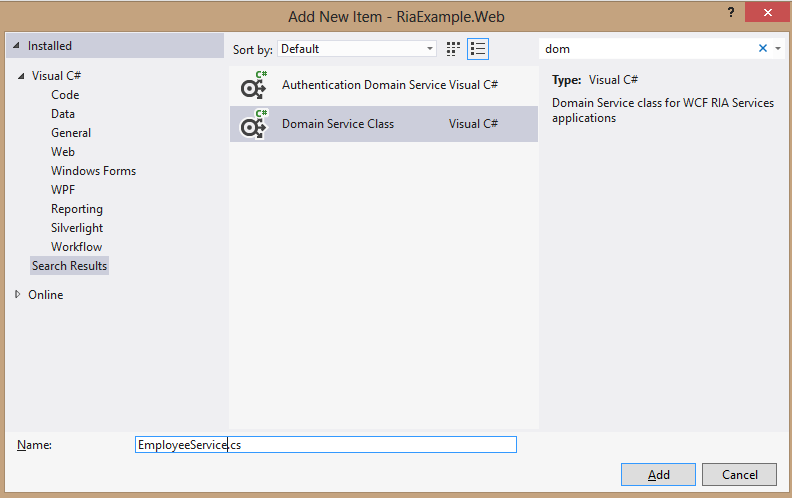 Add New Item - RiaExample.Web
?
Installed
Sort by: Default
dom
Visual C#
Code
Data
General
Web
Windows Forms
WPF
Reporting
Silverlight
Workflow
Search Results
Online
C#
Authentication Domain Service Visual C#
C#
Domain Service Class Visual C#
Type: Visual C#
Domain Service class for WCF RIA Services
applications
Name: EmployeeService.cs
Add Cancel